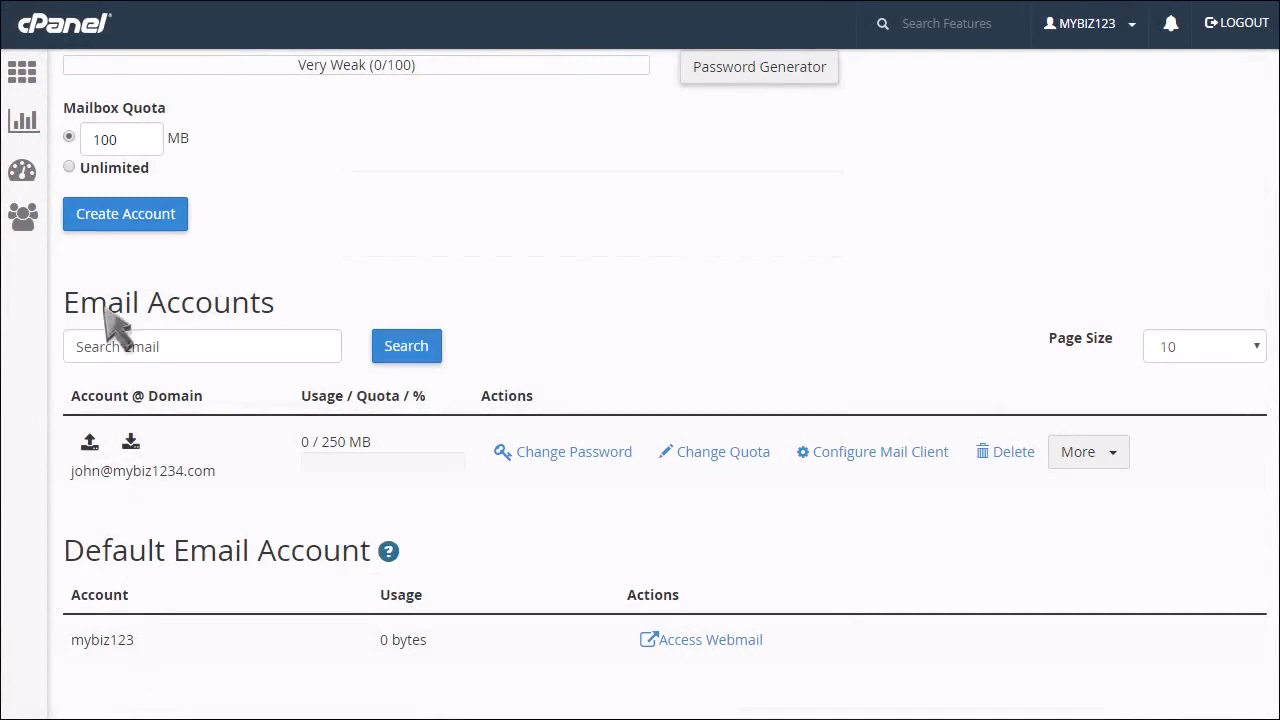 cPanel®
Search Features
MYBIZ123
LOGOUT
Very Weak (0/100)
Password Generator
Mailbox Quota
100 MB
Unlimited
Create Account
Email Accounts
Search email
Search
Page Size
10
Account @ Domain Usage / Quota / % Actions
0 / 250 MB
Change Password Change Quota Configure Mail Client Delete More
john@mybiz1234.com
Default Email Account ?
Account Usage Actions
mybiz123 0 bytes Access Webmail